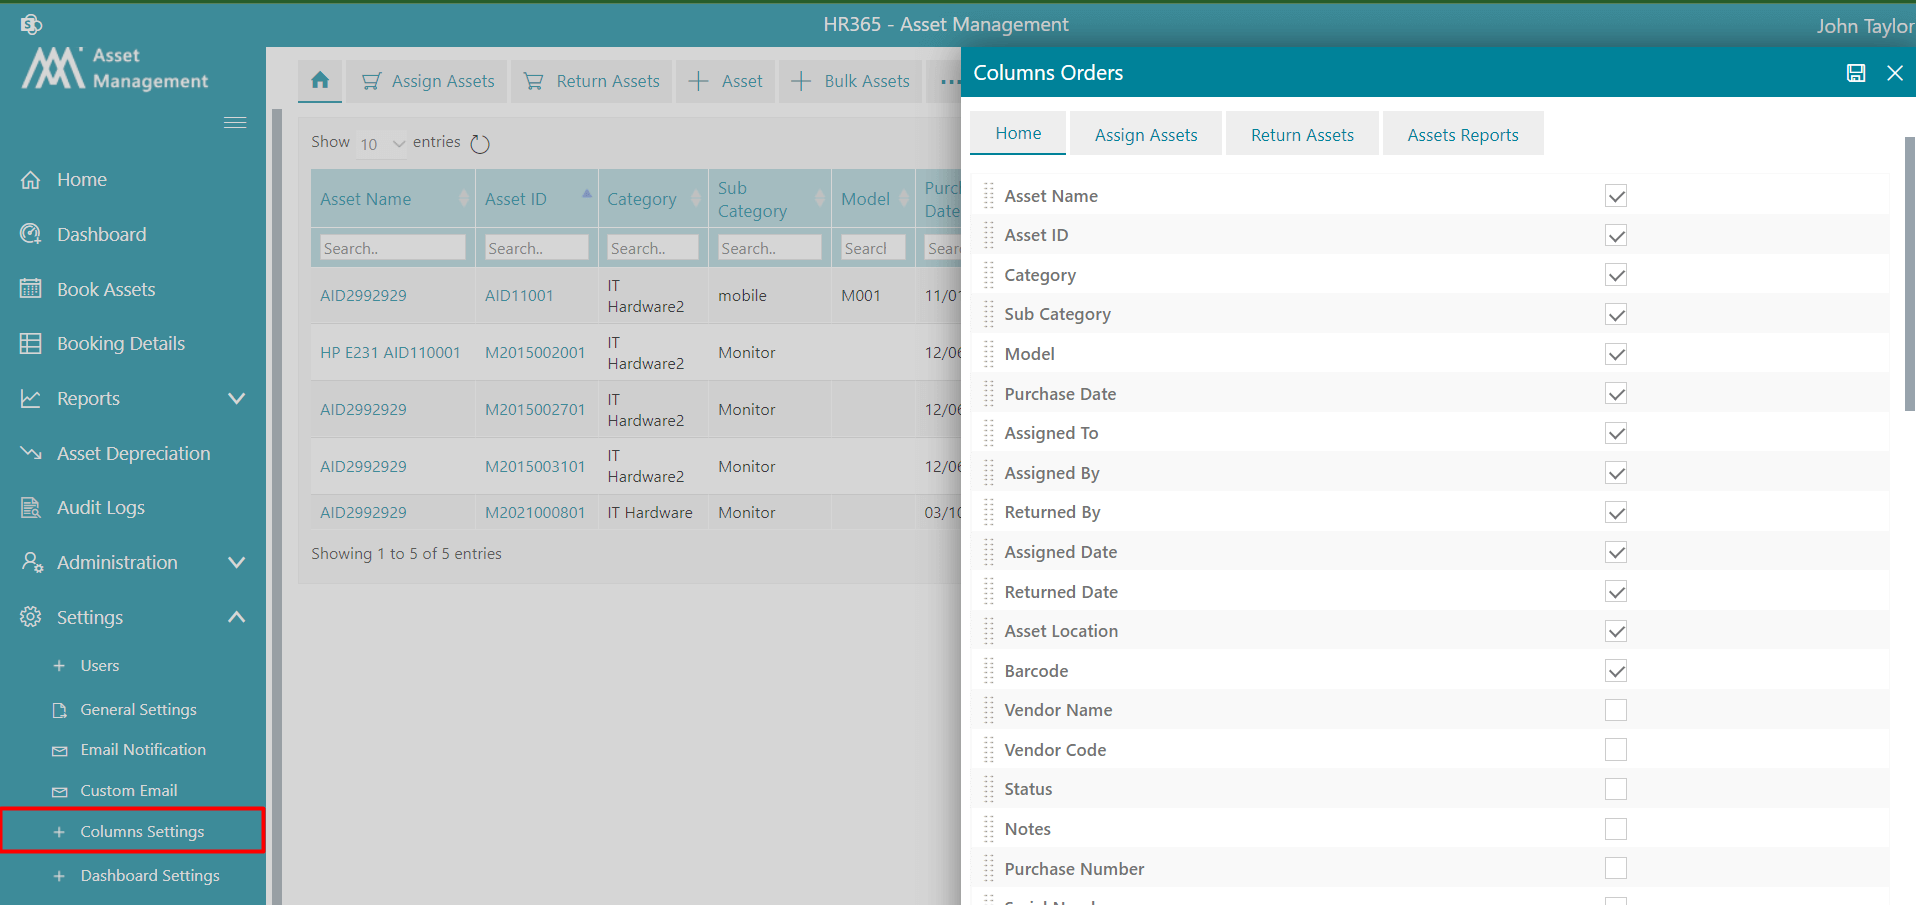 HR365 - Asset Management
John Taylor
Asset
Management
Home
Dashboard
Book Assets
Booking Details
Reports
Asset Depreciation
Audit Logs
Administration
Settings
Users
General Settings
Email Notification
Custom Email
Columns Settings
Dashboard Settings
Assign Assets
Return Assets
Asset
Bulk Assets
Show 10 entries
Asset Name Asset ID Category Sub Category Model
Search.. Search.. Search.. Search..
AID2992929 AID11001 IT Hardware2 mobile M001 11/01
HP E231 AID110001 M2015002001 IT Hardware2 Monitor 12/06
AID2992929 M2015002701 IT Hardware2 Monitor 12/06
AID2992929 M2015003101 IT Hardware2 Monitor 12/06
AID2992929 M2021000801 IT Hardware Monitor 03/10
Showing 1 to 5 of 5 entries
Columns Orders
Home Assign Assets Return Assets Assets Reports
Asset Name
Asset ID
Category
Sub Category
Model
Purchase Date
Assigned To
Assigned By
Returned By
Assigned Date
Returned Date
Asset Location
Barcode
Vendor Name
Vendor Code
Status
Notes
Purchase Number